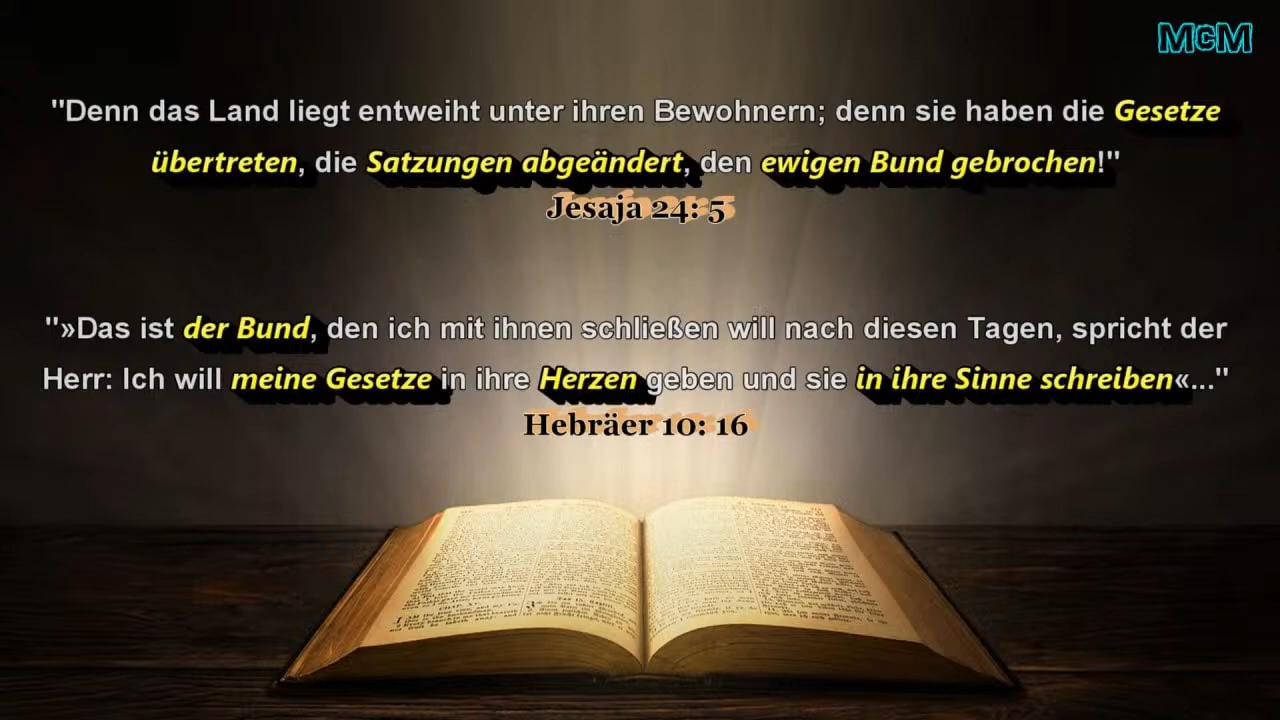 McM
"Denn das Land liegt entweiht unter ihren Bewohnern; denn sie haben die Gesetze
übertreten, die Satzungen abgeändert, den ewigen Bund gebrochen!"
Jesaja 24: 5
"»Das ist der Bund, den ich mit ihnen schließen will nach diesen Tagen, spricht der
Herr: Ich will meine Gesetze in ihre Herzen geben und sie in ihre Sinne schreiben«..."
Hebräer 10: 16